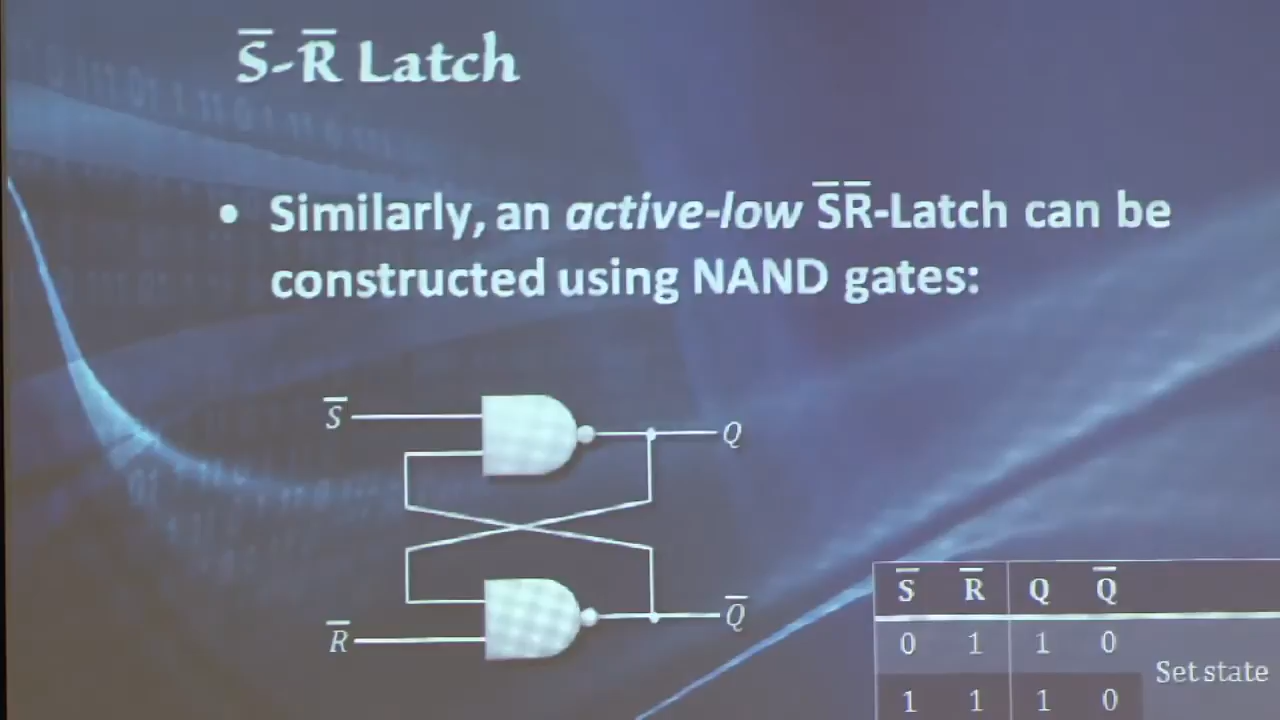 S̅-R̅ Latch
• Similarly, an active-low S̅R̅-Latch can be
constructed using NAND gates:
S̅
Q
R̅
Q̅
S̅ R̅ Q Q̅
0 1 1 0
Set state
1 1 1 0